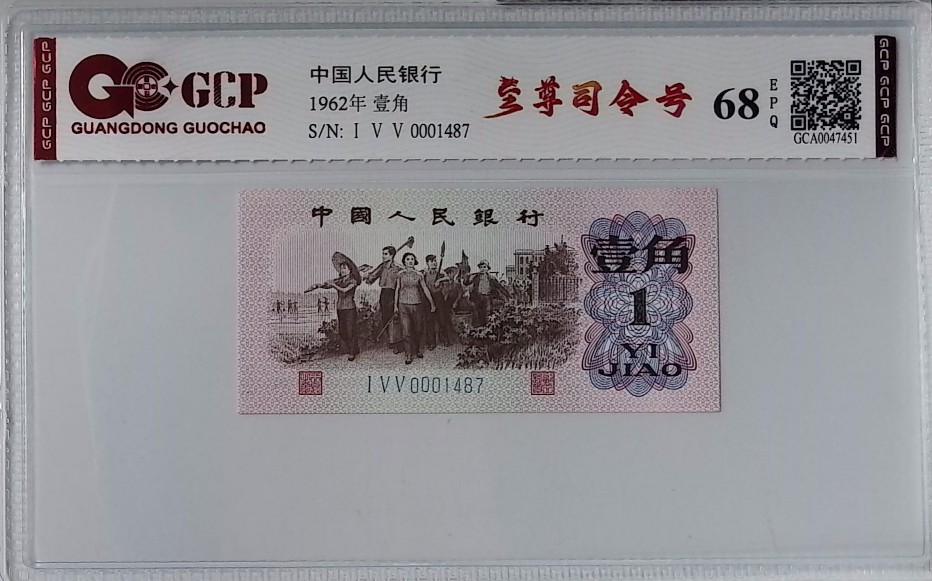 GCP GCP GCP
GCP
GUANGDONG GUOCHAO
中国人民银行
1962年 壹角
S/N: I V V 0001487
至尊司令号
68
EPQ
GCA0047451
GCP GCP GCP
中國人民銀行
壹角
1
YI
JIAO
I V V 0001487